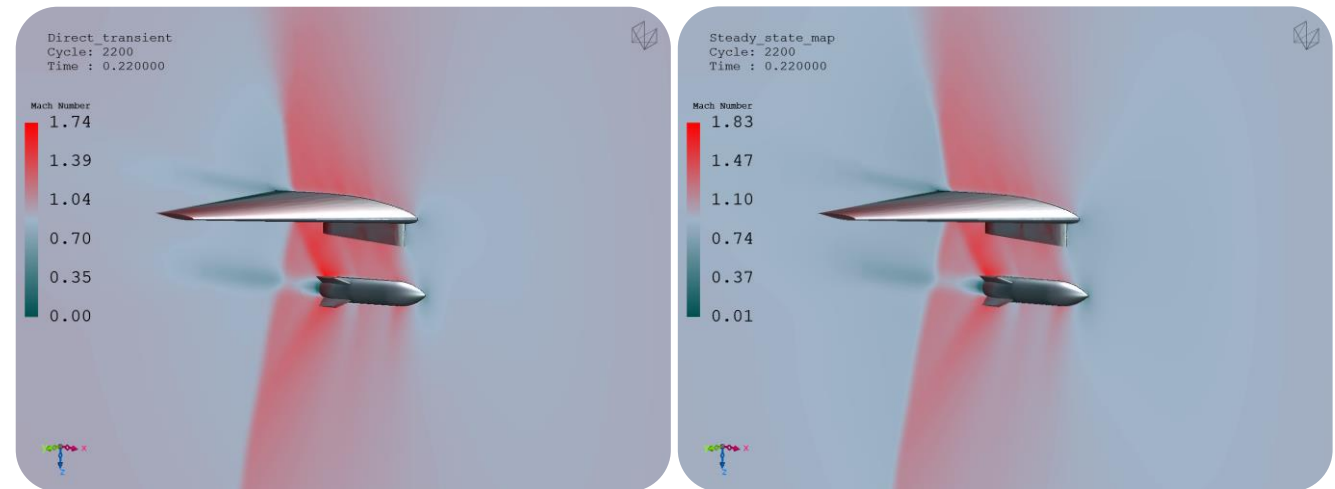 Direct_transient
Cycle: 2200
Time : 0.220000
Mach Number
1.74
1.39
1.04
0.70
0.35
0.00
X
Z
Steady_state_map
Cycle: 2200
Time : 0.220000
Mach Number
1.83
1.47
1.10
0.74
0.37
0.01
X
Z